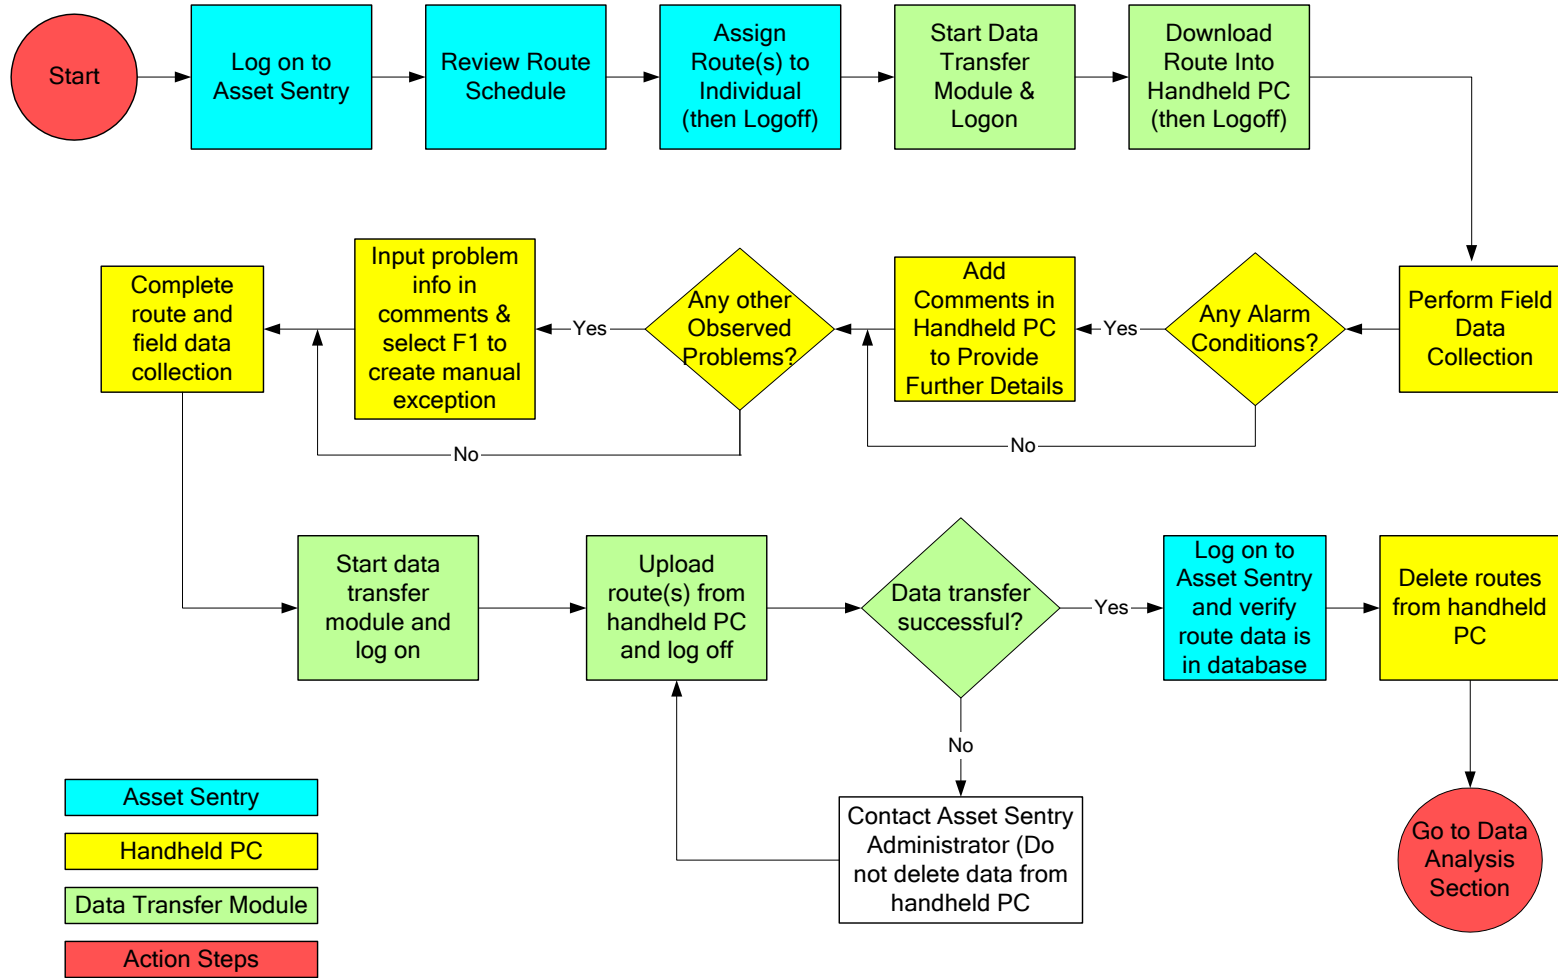 Start
Log on to
Asset Sentry
Review Route
Schedule
Assign
Route(s) to
Individual
(then Logoff)
Start Data
Transfer
Module &
Logon
Download
Route Into
Handheld PC
(then Logoff)
Perform Field
Data
Collection
Any Alarm
Conditions?
Yes
No
Add
Comments in
Handheld PC
to Provide
Further Details
Any other
Observed
Problems?
Yes
No
Input problem
info in
comments &
select F1 to
create manual
exception
Complete
route and
field data
collection
Start data
transfer
module and
log on
Upload
route(s) from
handheld PC
and log off
Data transfer
successful?
Yes
No
Log on to
Asset Sentry
and verify
route data is
in database
Delete routes
from handheld
PC
Contact Asset Sentry
Administrator (Do
not delete data from
handheld PC
Go to Data
Analysis
Section
Asset Sentry
Handheld PC
Data Transfer Module
Action Steps